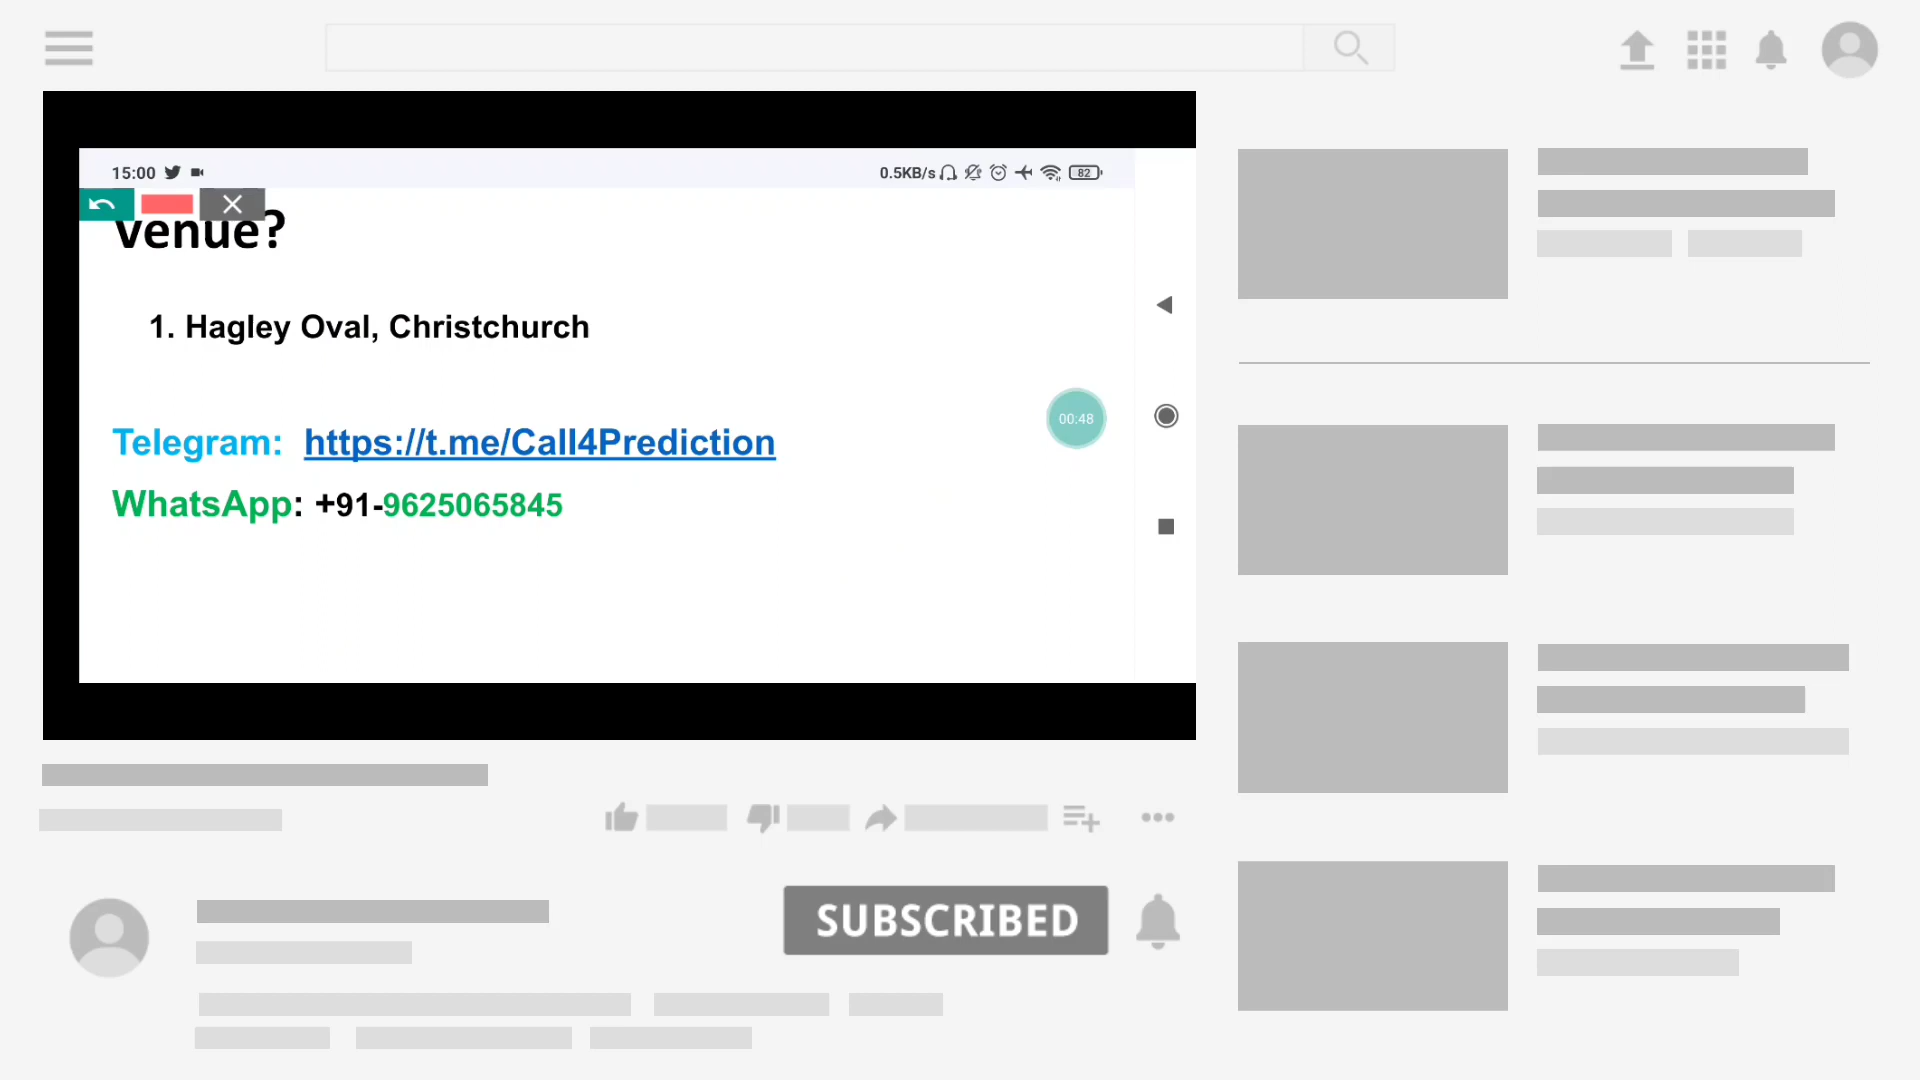 15:00
0.5KB/s
82
venue?
1. Hagley Oval, Christchurch
00:48
Telegram: https://t.me/Call4Prediction
WhatsApp: +91-9625065845
SUBSCRIBED